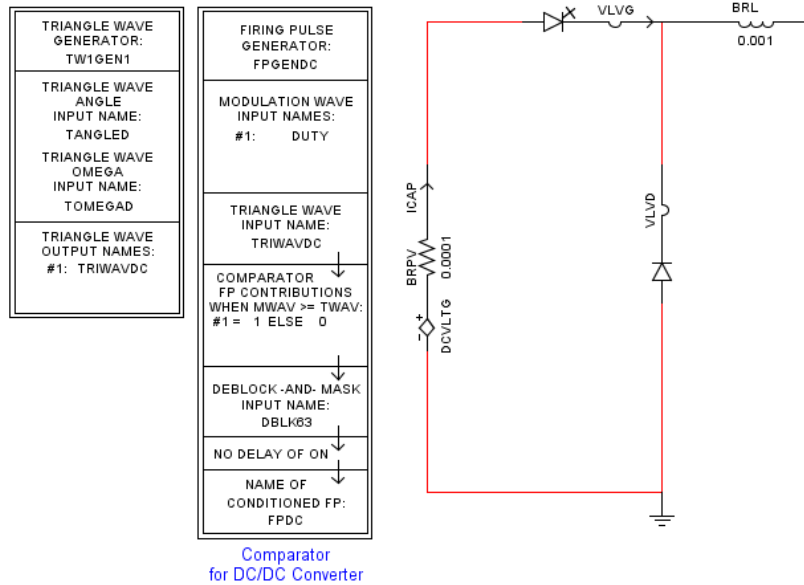 TRIANGLE WAVE
GENERATOR:
TW1GEN1
TRIANGLE WAVE
ANGLE
INPUT NAME:
TANGLED
TRIANGLE WAVE
OMEGA
INPUT NAME:
TOMEGAD
TRIANGLE WAVE
OUTPUT NAMES:
#1: TRIWAVDC
FIRING PULSE
GENERATOR:
FPGENDC
MODULATION WAVE
INPUT NAMES:
#1: DUTY
TRIANGLE WAVE
INPUT NAME:
TRIWAVDC
COMPARATOR
FP CONTRIBUTIONS
WHEN MWAV >= TWAV:
#1 = 1 ELSE 0
DEBLOCK -AND- MASK
INPUT NAME:
DBLK63
NO DELAY OF ON
NAME OF
CONDITIONED FP:
FPDC
Comparator
for DC/DC Converter
VLVG
BRL
0.001
ICAP
BRPV
0.0001
VLVD
- +
DCVLTG